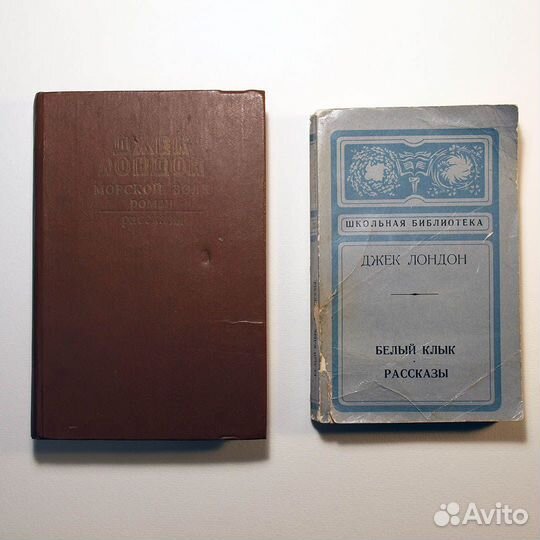 ДЖЕК
ЛОНДОН
МОРСКОЙ ВОЛК
РОМАН
РАССКАЗЫ
ШКОЛЬНАЯ БИБЛИОТЕКА
ДЖЕК ЛОНДОН
БЕЛЫЙ КЛЫК
РАССКАЗЫ
Avito